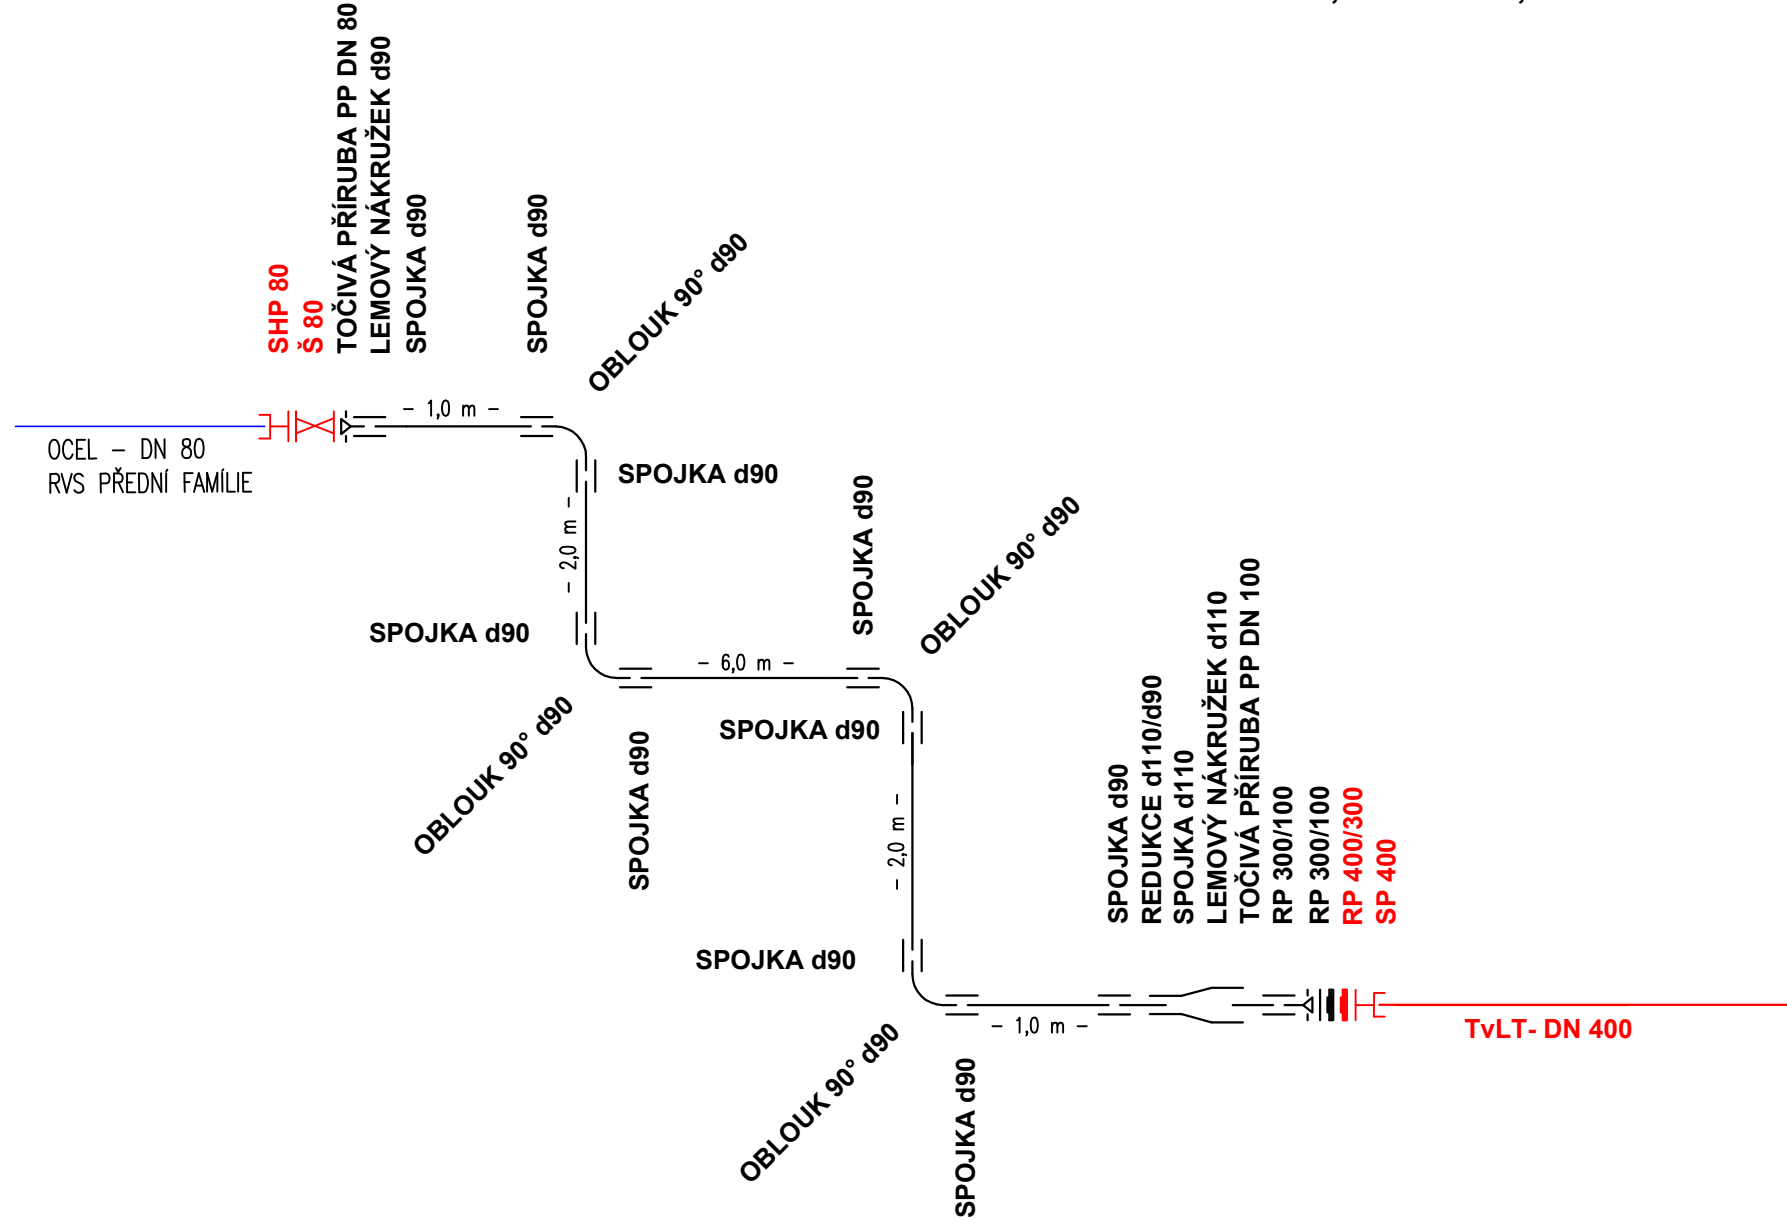 SHP 80
Š 80
TOČIVÁ PŘÍRUBA PP DN 80
LEMOVÝ NÁKRUŽEK d90
SPOJKA d90
SPOJKA d90
OBLOUK 90° d90
- 1,0 m -
OCEL - DN 80
RVS PŘEDNÍ FAMÍLIE
SPOJKA d90
- 2,0 m -
SPOJKA d90
OBLOUK 90° d90
SPOJKA d90
- 6,0 m -
SPOJKA d90
OBLOUK 90° d90
SPOJKA d90
- 2,0 m -
SPOJKA d90
OBLOUK 90° d90
SPOJKA d90
- 1,0 m -
SPOJKA d90
REDUKCE d110/d90
SPOJKA d110
LEMOVÝ NÁKRUŽEK d110
TOČIVÁ PŘÍRUBA PP DN 100
RP 300/100
RP 300/100
RP 400/300
SP 400
TvLT- DN 400